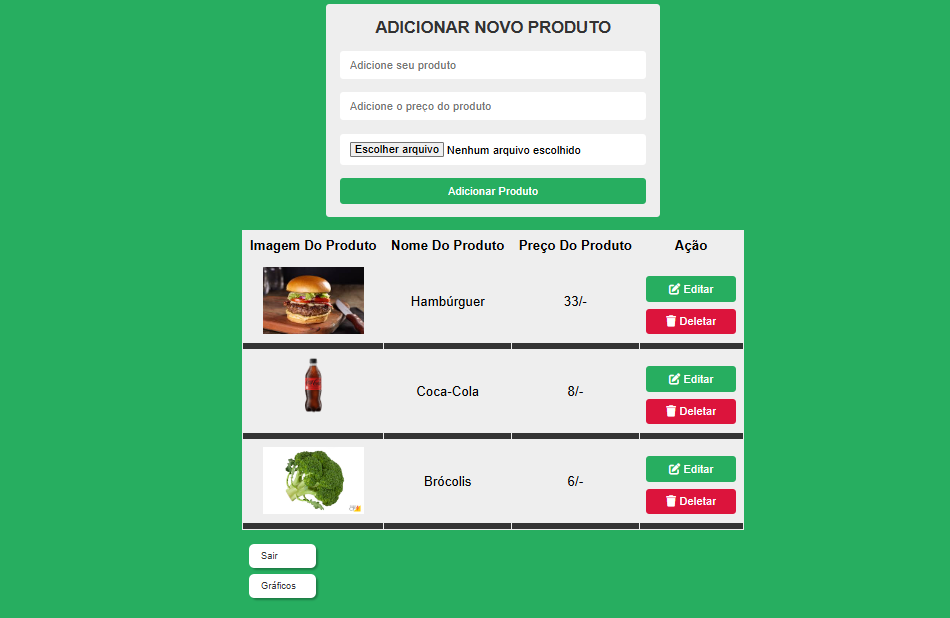 ADICIONAR NOVO PRODUTO
Adicione seu produto
Adicione o preço do produto
Escolher arquivo Nenhum arquivo escolhido
Adicionar Produto
Imagem Do Produto Nome Do Produto Preço Do Produto Ação
Hambúrguer 33/- Editar
Deletar
Coca-Cola 8/- Editar
Deletar
Brócolis 6/- Editar
Deletar
Sair
Gráficos